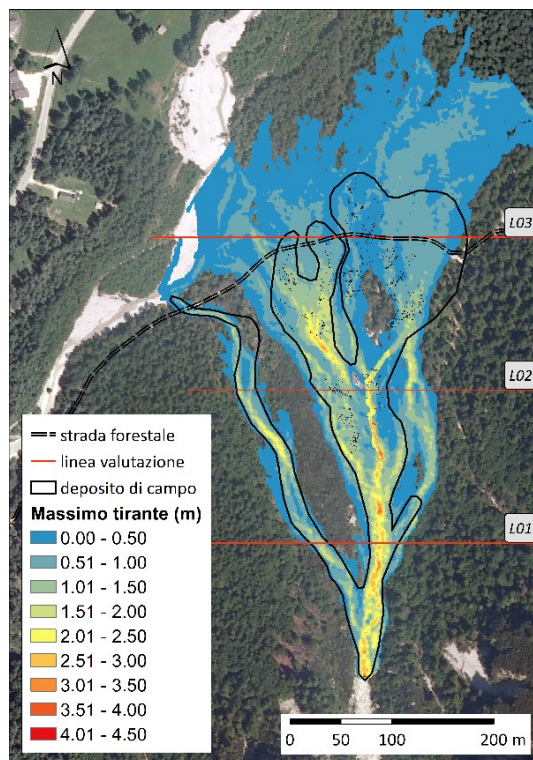 N
L03
L02
L01
strada forestale
linea valutazione
deposito di campo
Massimo tirante (m)
0.00 - 0.50
0.51 - 1.00
1.01 - 1.50
1.51 - 2.00
2.01 - 2.50
2.51 - 3.00
3.01 - 3.50
3.51 - 4.00
4.01 - 4.50
0 50 100 200 m